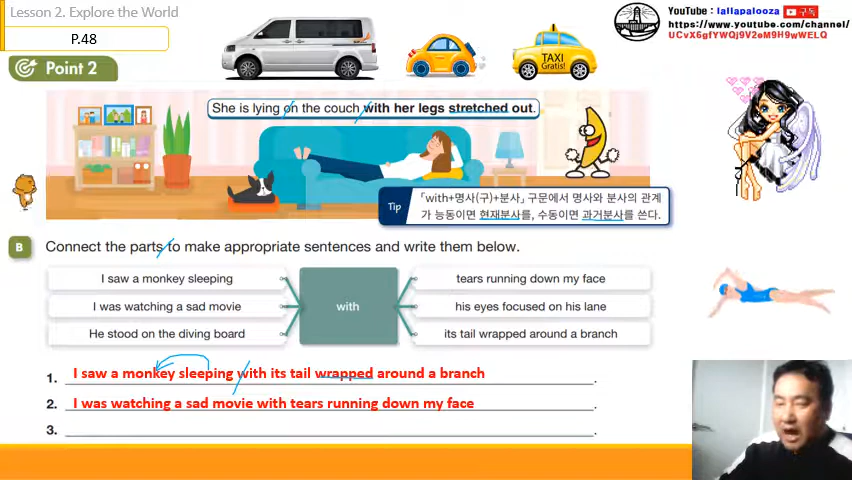 Lesson 2. Explore the World
P.48
YouTube : lallapalooza 구독
https://www.youtube.com/channel/
UCvX6gfYWQj9V2eM9H9wWELQ
TAXI
Gratis!
Point 2
She is lying on the couch with her legs stretched out.
Tip
「with+명사(구)+분사」 구문에서 명사와 분사의 관계
가 능동이면 현재분사를, 수동이면 과거분사를 쓴다.
B Connect the parts to make appropriate sentences and write them below.
I saw a monkey sleeping
I was watching a sad movie
He stood on the diving board
with
tears running down my face
his eyes focused on his lane
its tail wrapped around a branch
1. I saw a monkey sleeping with its tail wrapped around a branch.
2. I was watching a sad movie with tears running down my face.
3. .